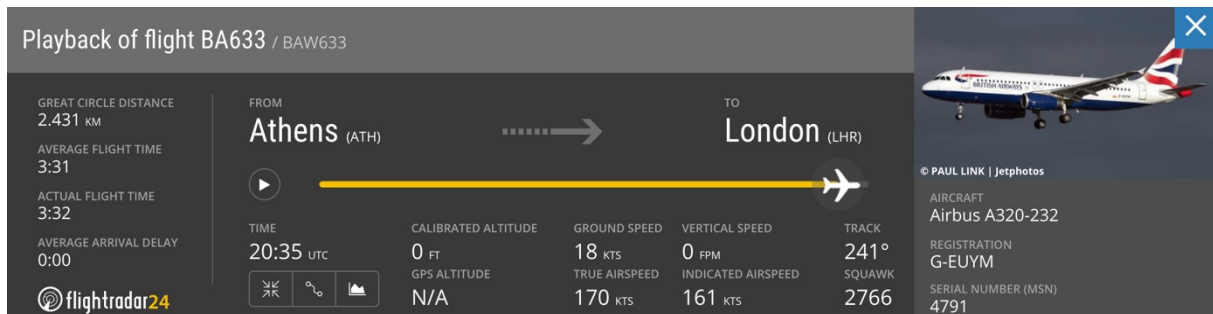 Playback of flight BA633 / BAW633
GREAT CIRCLE DISTANCE
2.431 KM
AVERAGE FLIGHT TIME
3:31
ACTUAL FLIGHT TIME
3:32
AVERAGE ARRIVAL DELAY
0:00
flightradar24
FROM
Athens (ATH)
TO
London (LHR)
TIME
20:35 UTC
CALIBRATED ALTITUDE
0 FT
GPS ALTITUDE
N/A
GROUND SPEED
18 KTS
TRUE AIRSPEED
170 KTS
VERTICAL SPEED
0 FPM
INDICATED AIRSPEED
161 KTS
TRACK
241°
SQUAWK
2766
BRITISH AIRWAYS
© PAUL LINK | Jetphotos
AIRCRAFT
Airbus A320-232
REGISTRATION
G-EUYM
SERIAL NUMBER (MSN)
4791